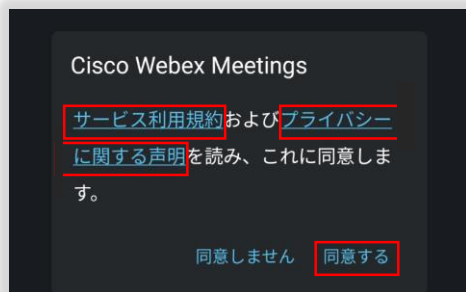 Cisco Webex Meetings
サービス利用規約およびプライバシー
に関する声明を読み、これに同意しま
す。
同意しません 同意する